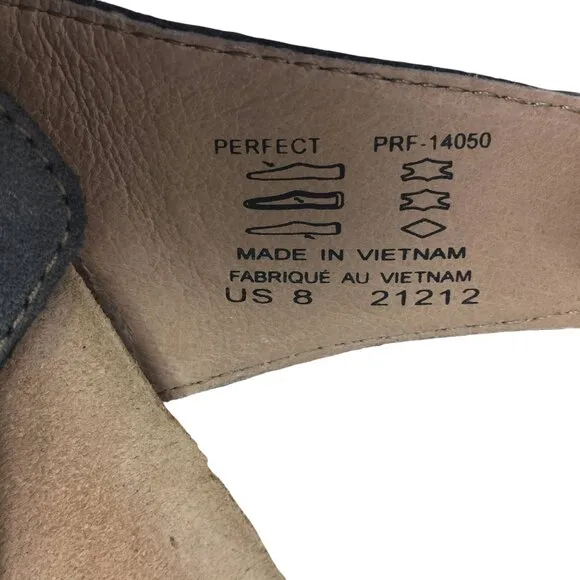 PERFECT PRF-14050
MADE IN VIETNAM
FABRIQUÉ AU VIETNAM
US 8 21212